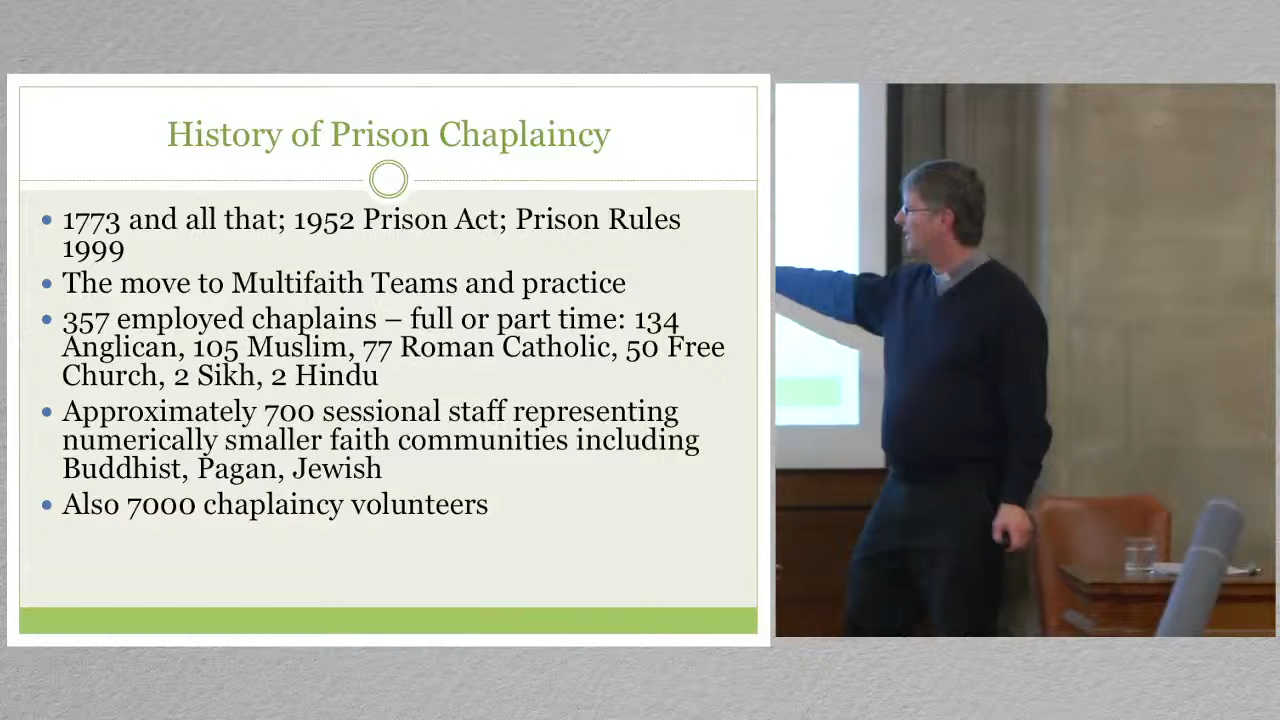 History of Prison Chaplaincy
• 1773 and all that; 1952 Prison Act; Prison Rules
1999
• The move to Multifaith Teams and practice
• 357 employed chaplains – full or part time: 134
Anglican, 105 Muslim, 77 Roman Catholic, 50 Free
Church, 2 Sikh, 2 Hindu
• Approximately 700 sessional staff representing
numerically smaller faith communities including
Buddhist, Pagan, Jewish
• Also 7000 chaplaincy volunteers